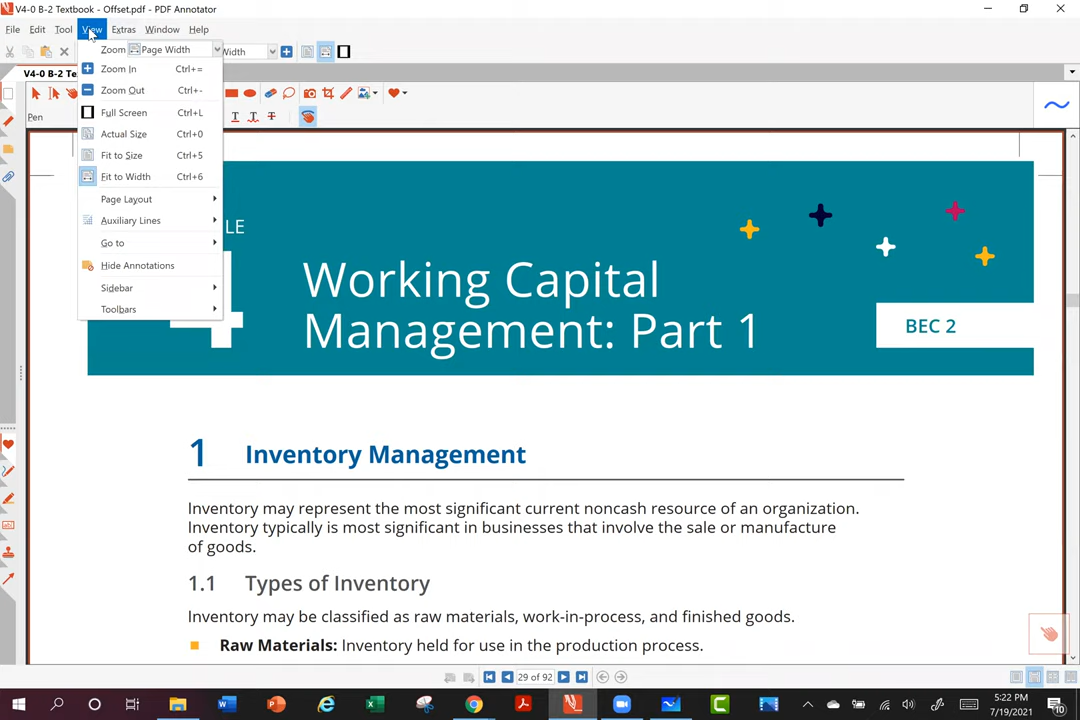 V4-0 B-2 Textbook - Offset.pdf - PDF Annotator
File Edit Tool View Extras Window Help
Zoom Page Width
Width
V4-0 B-2 Te
Zoom In Ctrl+=
Zoom Out Ctrl+-
Pen
Full Screen Ctrl+L
Actual Size Ctrl+0
Fit to Size Ctrl+5
Fit to Width Ctrl+6
Page Layout
Auxiliary Lines
Go to
Hide Annotations
Sidebar
Toolbars
LE
4
Working Capital
Management: Part 1
BEC 2
1 Inventory Management
Inventory may represent the most significant current noncash resource of an organization.
Inventory typically is most significant in businesses that involve the sale or manufacture
of goods.
1.1 Types of Inventory
Inventory may be classified as raw materials, work-in-process, and finished goods.
Raw Materials: Inventory held for use in the production process.
29 of 92
5:22 PM
7/19/2021
10